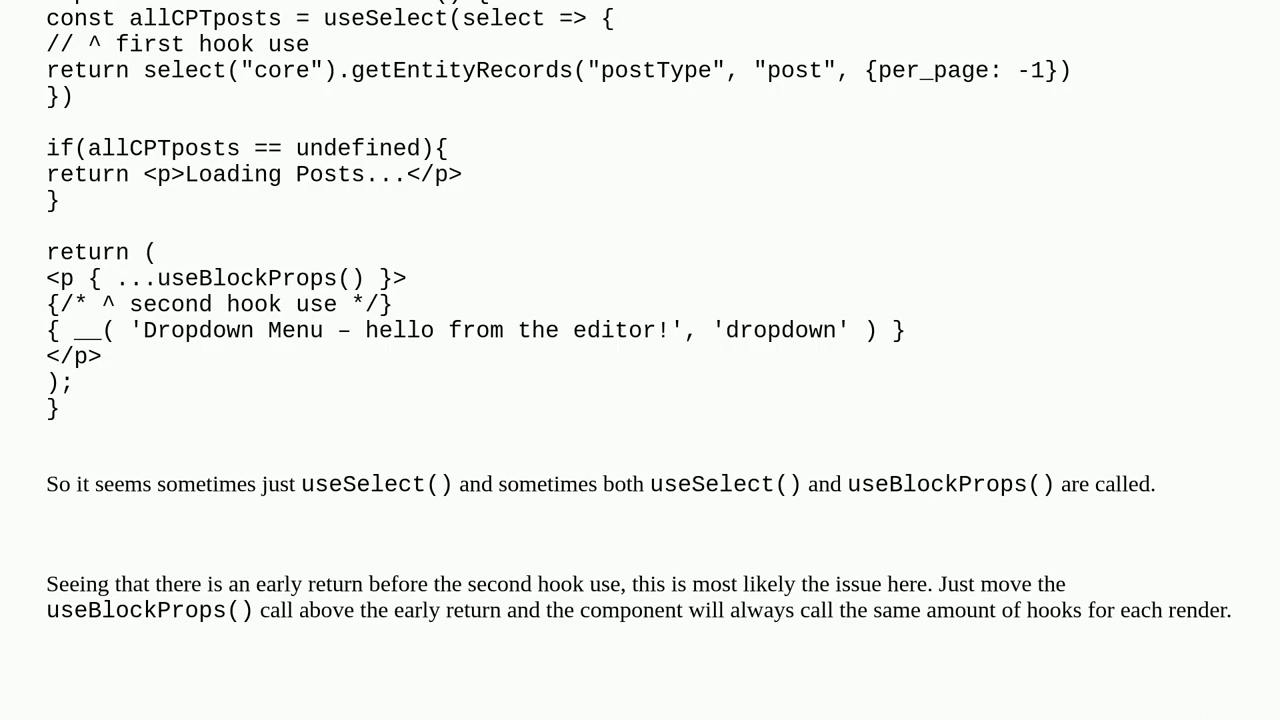 const allCPTposts = useSelect(select => {
// ^ first hook use
return select("core").getEntityRecords("postType", "post", {per_page: -1})
})
if(allCPTposts == undefined){
return <p>Loading Posts...</p>
}
return (
<p { ...useBlockProps() }>
{/* ^ second hook use */}
{ __( 'Dropdown Menu – hello from the editor!', 'dropdown' ) }
</p>
);
}
So it seems sometimes just useSelect() and sometimes both useSelect() and useBlockProps() are called.
Seeing that there is an early return before the second hook use, this is most likely the issue here. Just move the
useBlockProps() call above the early return and the component will always call the same amount of hooks for each render.